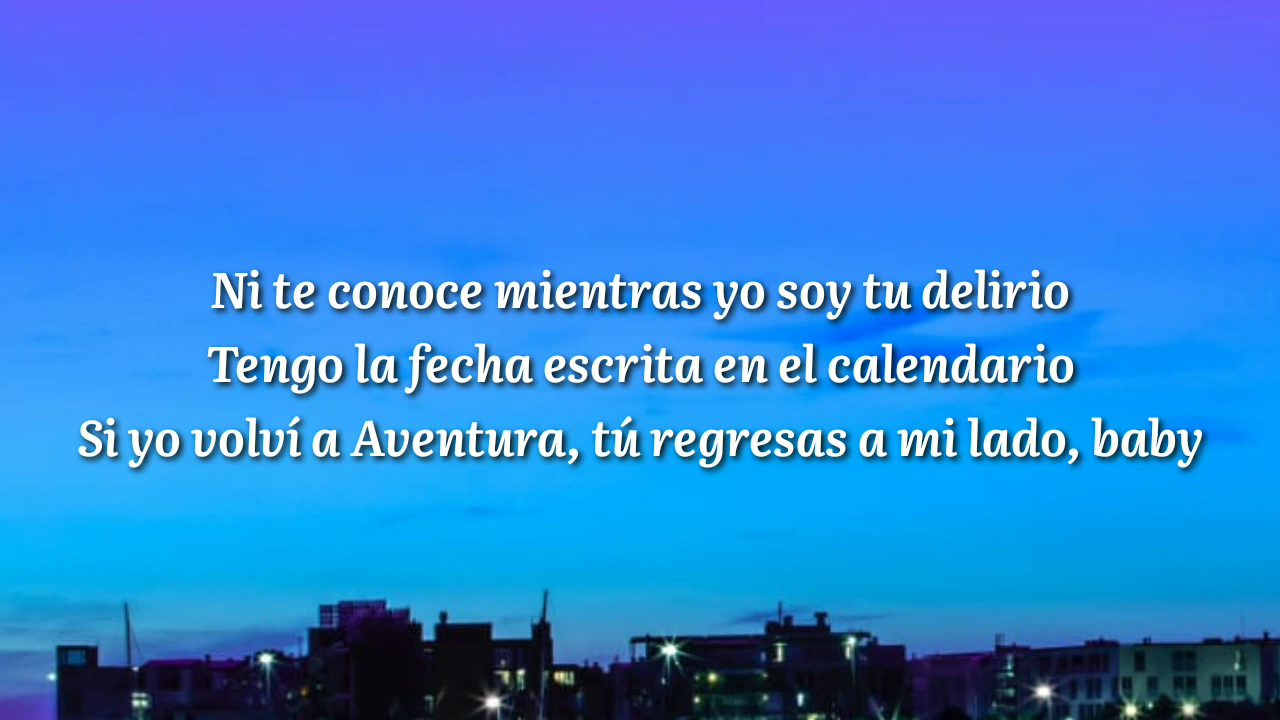 Ni te conoce mientras yo soy tu delirio
Tengo la fecha escrita en el calendario
Si yo volví a Aventura, tú regresas a mi lado, baby